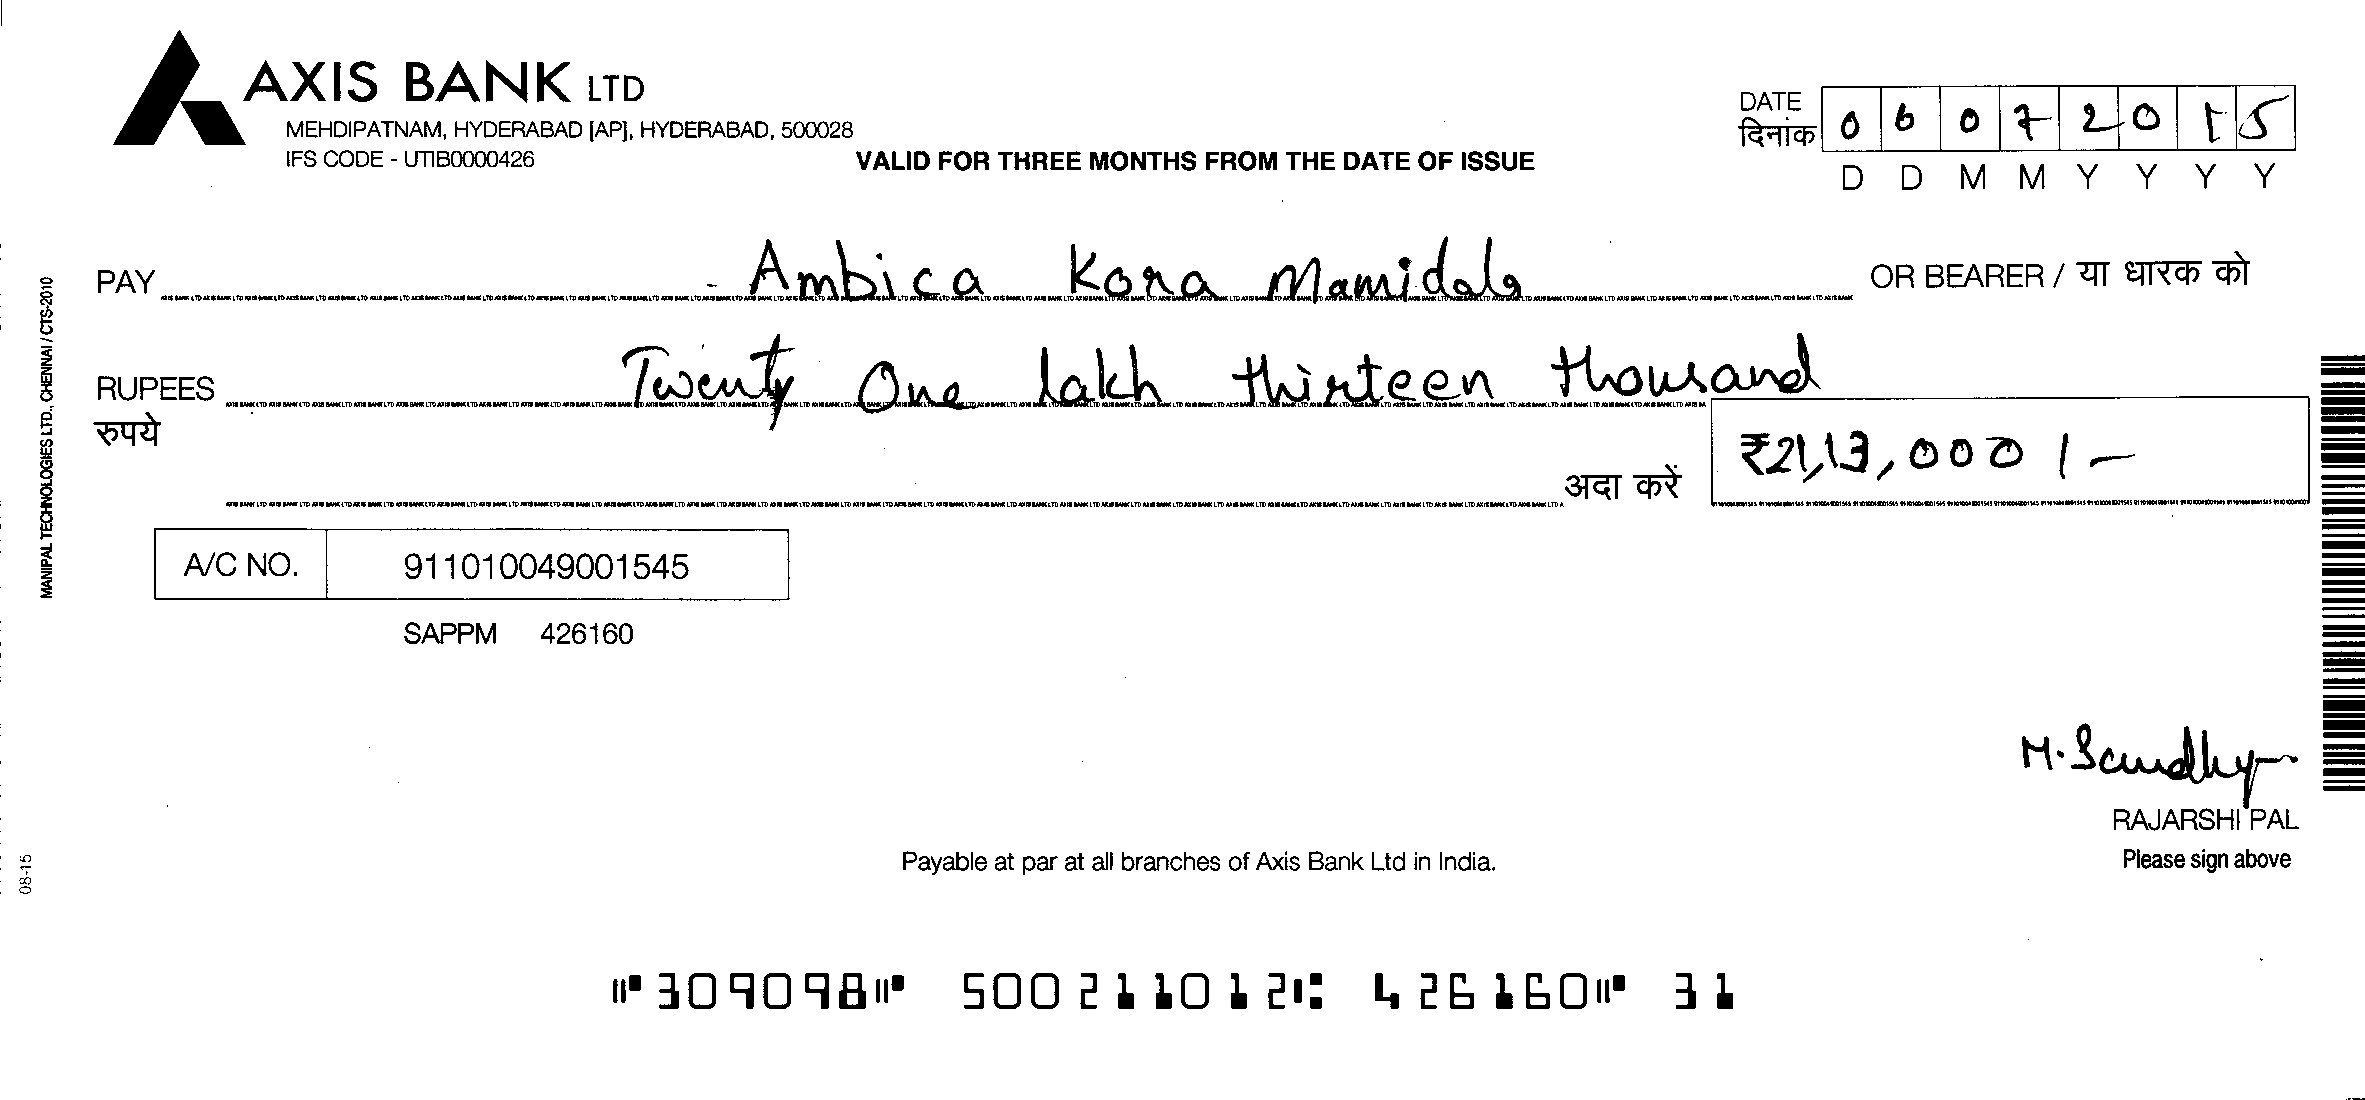 AXIS BANK LTD
MEHDIPATNAM, HYDERABAD [AP], HYDERABAD, 500028
IFS CODE - UTIB0000426
VALID FOR THREE MONTHS FROM THE DATE OF ISSUE
DATE
दिनांक
0 6 0 7 2 0 1 5
D D M M Y Y Y Y
PAY Ambica Kora Mamidala OR BEARER / या धारक को
RUPEES Twenty One lakh thirteen thousand
रुपये
अदा करें ₹21,13,000/-
A/C NO. 911010049001545
SAPPM 426160
MANIPAL TECHNOLOGIES LTD., CHENNAI / CTS-2010
M. Sandhya
RAJARSHI PAL
Please sign above
Payable at par at all branches of Axis Bank Ltd in India.
08-15
⑈309098⑈ 500211012⑆ 426160⑈ 31